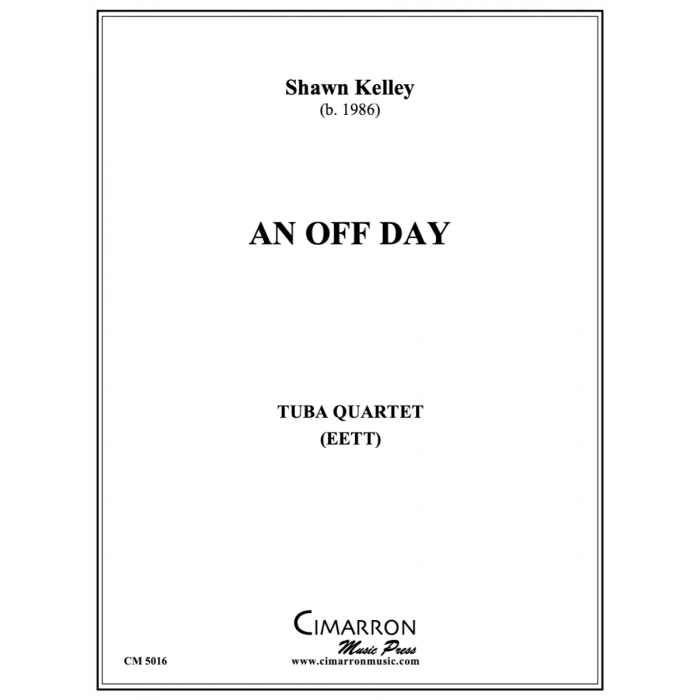 Shawn Kelley
(b. 1986)
AN OFF DAY
TUBA QUARTET
(EETT)
CIMARRON
Music Press
CM 5016
www.cimarronmusic.com